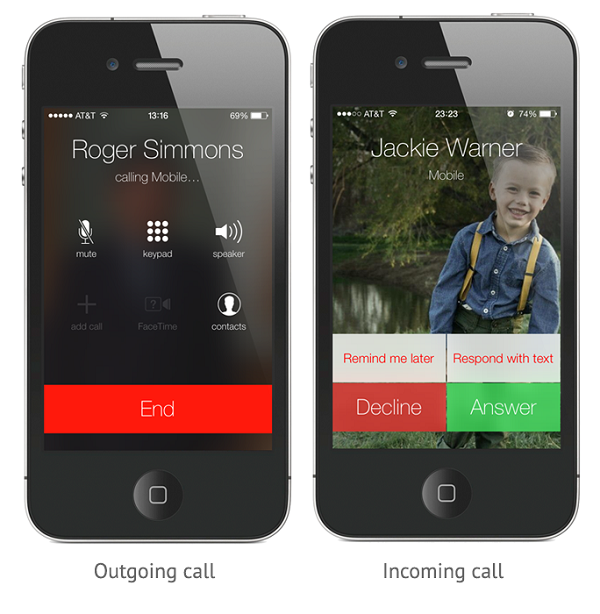 AT&T 13:16 69%
Roger Simmons
calling Mobile...
mute keypad speaker
add call FaceTime contacts
End
Outgoing call
AT&T 23:23 74%
Jackie Warner
Mobile
Remind me later Respond with text
Decline Answer
Incoming call